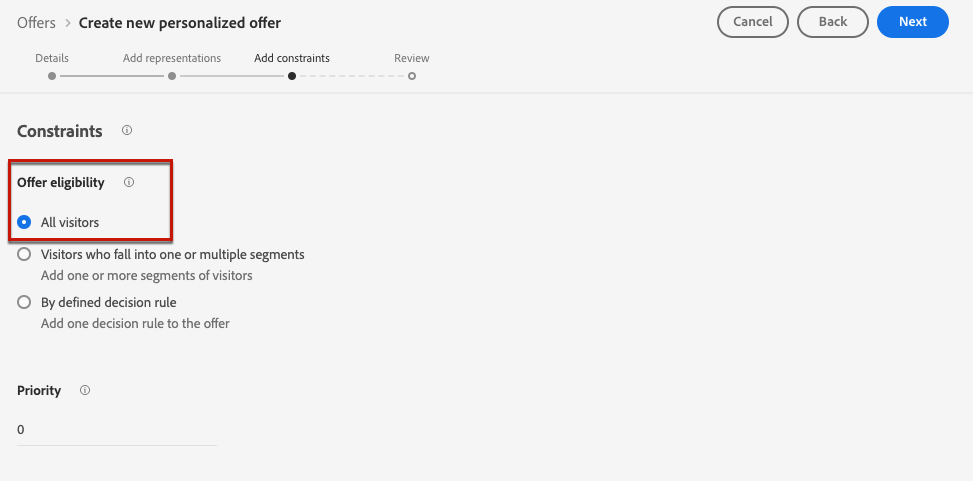 Offers > Create new personalized offer
Cancel
Back
Next
Details
Add representations
Add constraints
Review
Constraints
Offer eligibility
All visitors
Visitors who fall into one or multiple segments
Add one or more segments of visitors
By defined decision rule
Add one decision rule to the offer
Priority
0